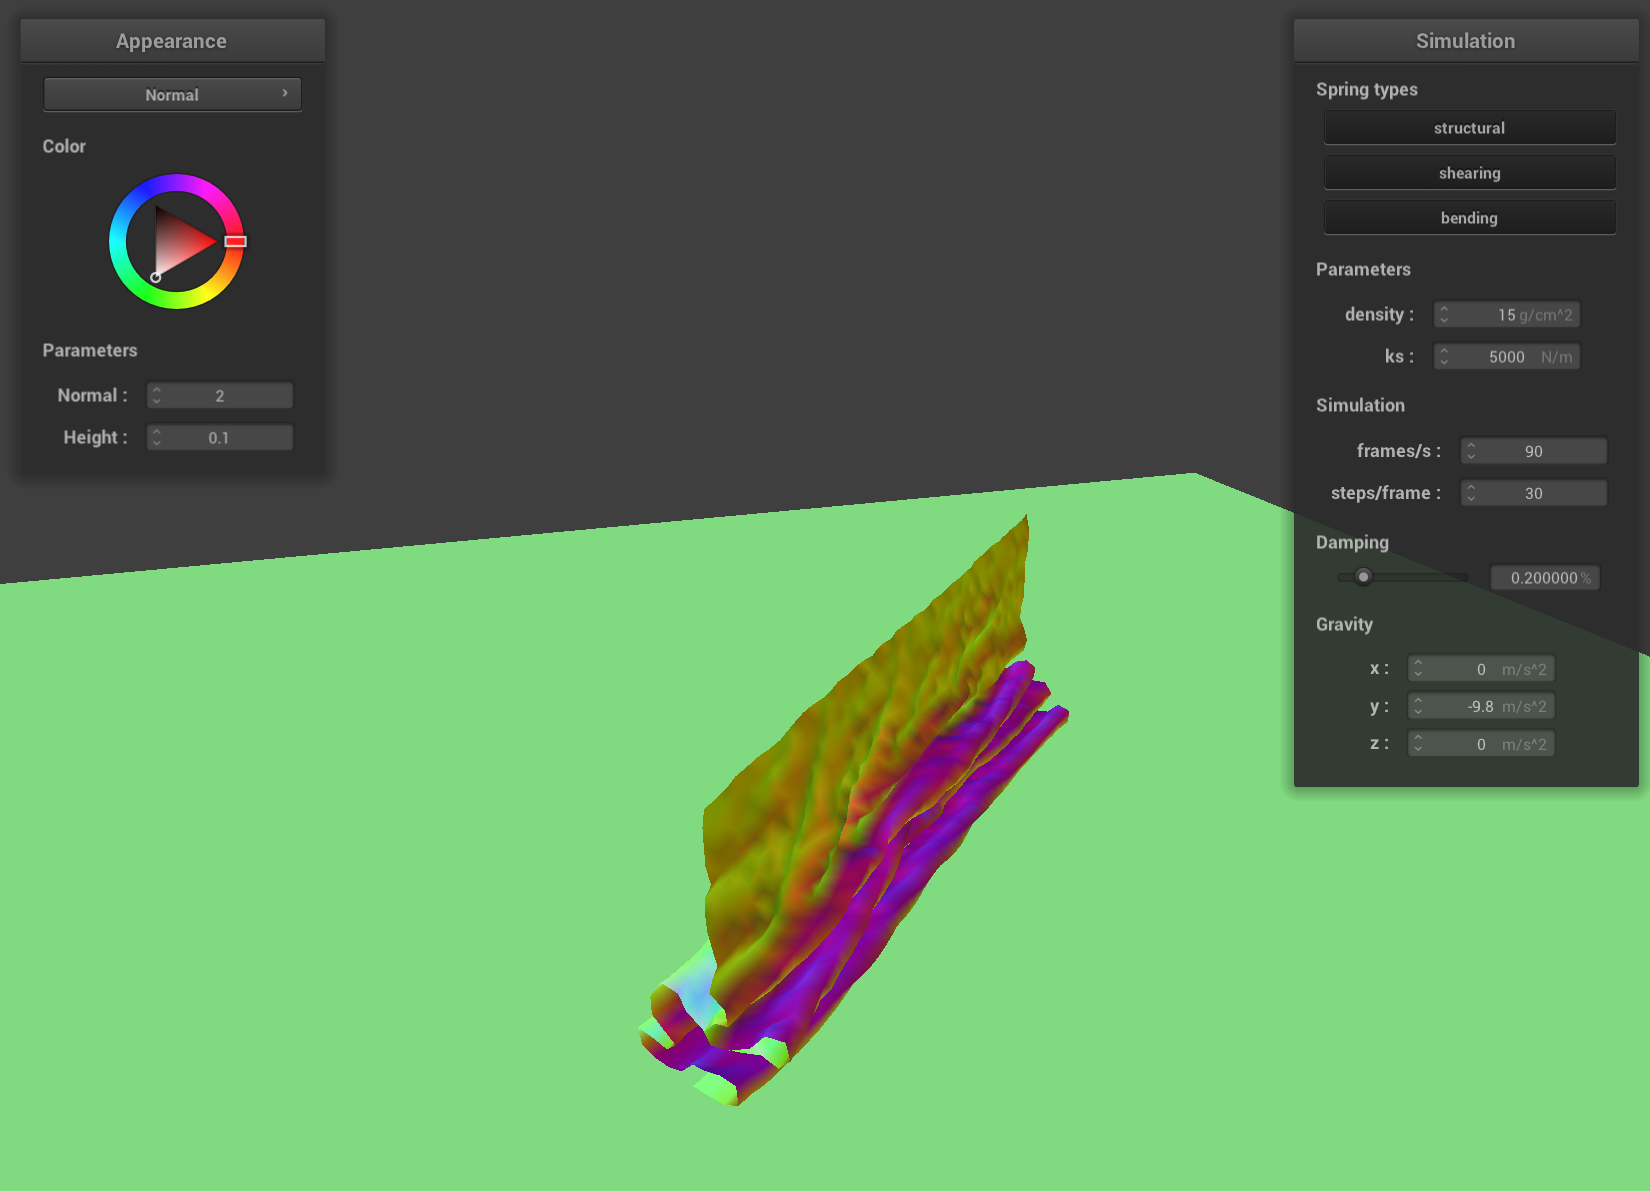 Appearance
Normal
Color
Parameters
Normal : 2
Height : 0.1
Simulation
Spring types
structural
shearing
bending
Parameters
density : 15 g/cm^2
ks : 5000 N/m
Simulation
frames/s : 90
steps/frame : 30
Damping
0.200000 %
Gravity
x : 0 m/s^2
y : -9.8 m/s^2
z : 0 m/s^2